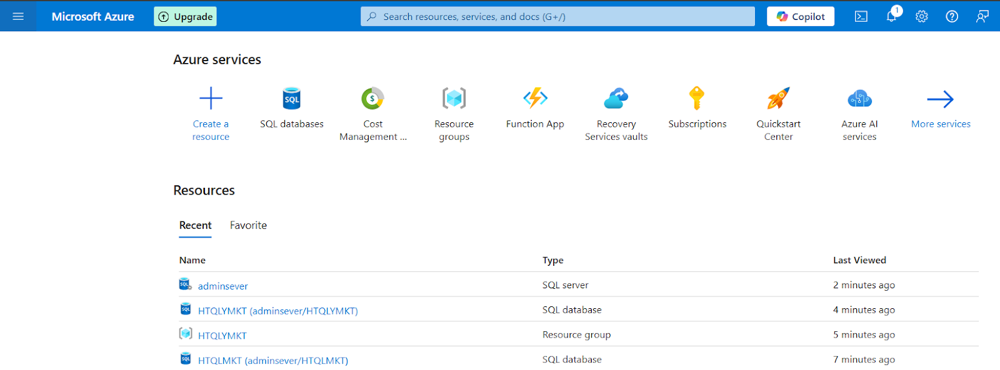 Microsoft Azure
Upgrade
Search resources, services, and docs (G+/)
Copilot
1
Azure services
Create a resource
SQL databases
Cost Management ...
Resource groups
Function App
Recovery Services vaults
Subscriptions
Quickstart Center
Azure AI services
More services
Resources
Recent Favorite
Name Type Last Viewed
SQL adminsever SQL server 2 minutes ago
SQL HTQLYMKT (adminsever/HTQLYMKT) SQL database 4 minutes ago
HTQLYMKT Resource group 5 minutes ago
SQL HTQLMKT (adminsever/HTQLMKT) SQL database 7 minutes ago